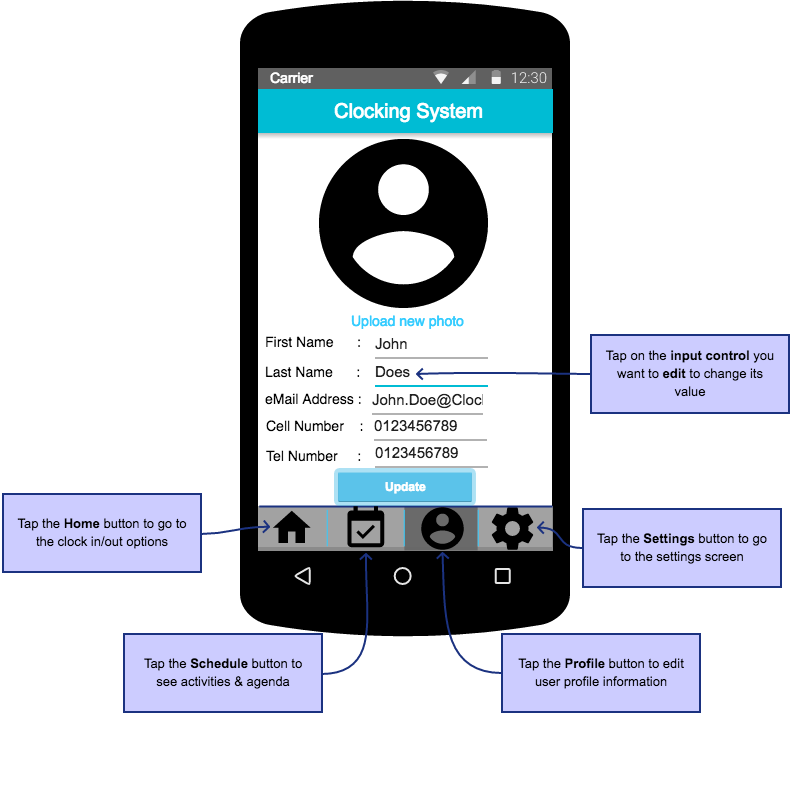 Carrier 12:30
Clocking System
Upload new photo
First Name : John
Last Name : Does
eMail Address : John.Doe@Cloc
Cell Number : 0123456789
Tel Number : 0123456789
Update
Tap on the input control you
want to edit to change its
value
Tap the Home button to go to
the clock in/out options
Tap the Settings button to go
to the settings screen
Tap the Schedule button to
see activities & agenda
Tap the Profile button to edit
user profile information